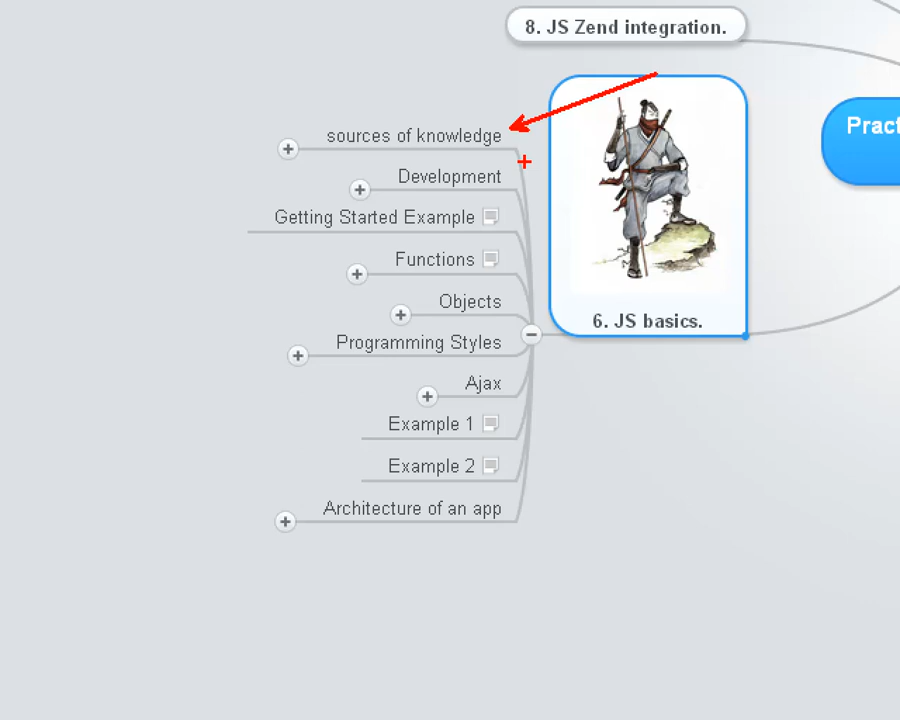 8. JS Zend integration.
Pract
sources of knowledge
Development
Getting Started Example
Functions
Objects
6. JS basics.
Programming Styles
Ajax
Example 1
Example 2
Architecture of an app